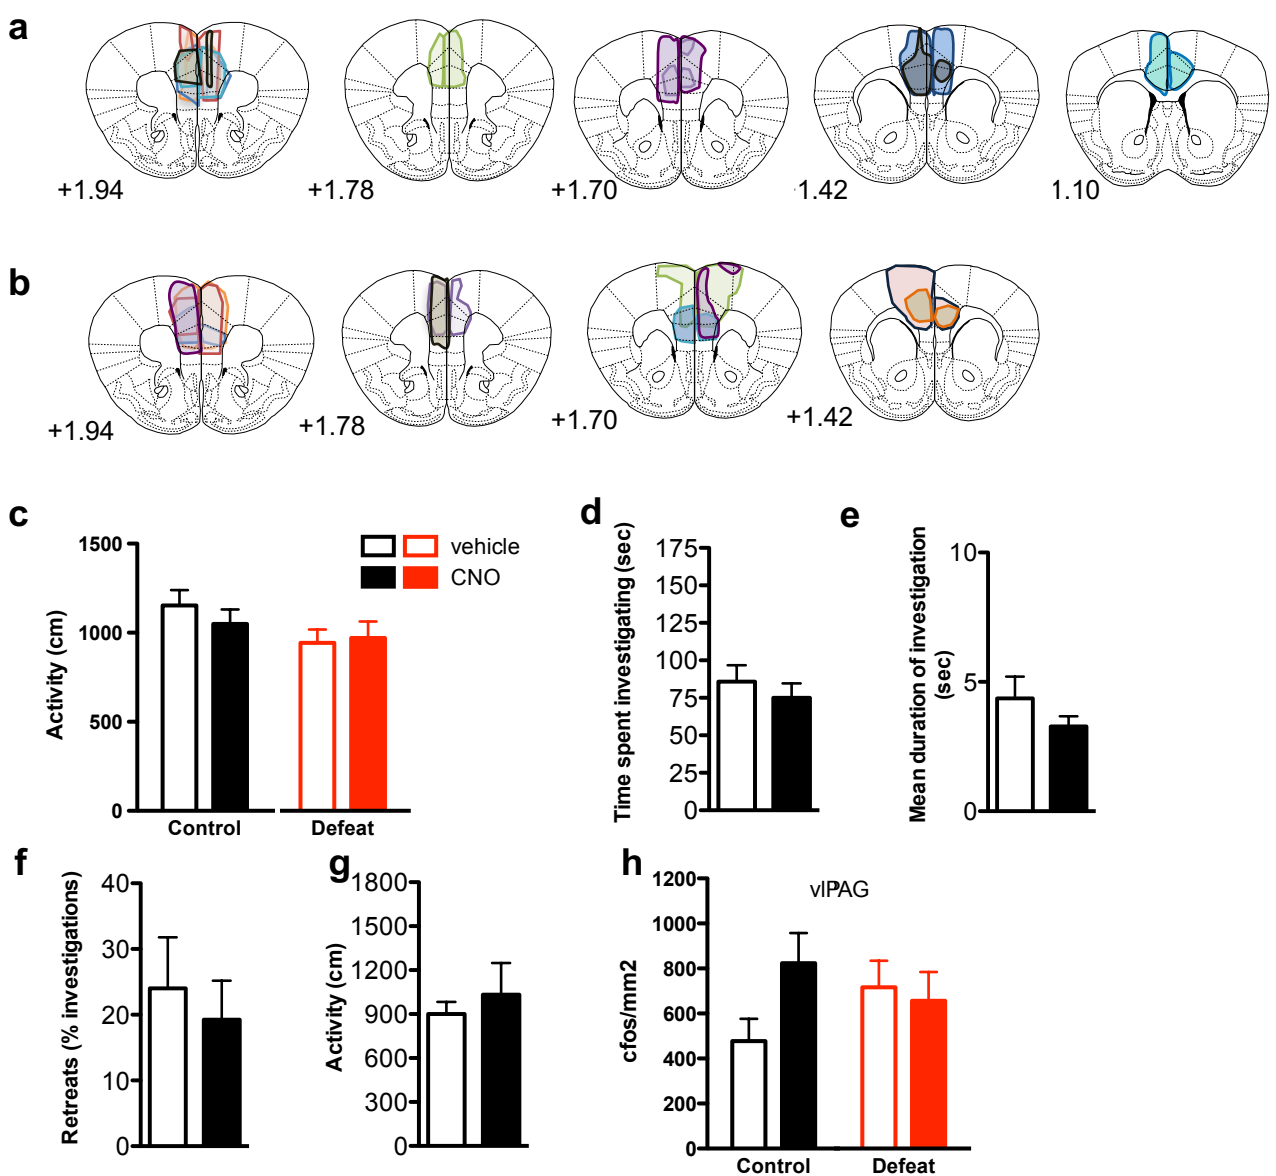 a
+1.94
+1.78
+1.70
1.42
1.10
b
+1.94
+1.78
+1.70
+1.42
c
Activity (cm)
1500
1000
500
0
Control
Defeat
vehicle
CNO
d
Time spent investigating (sec)
175
150
125
100
75
50
25
0
e
Mean duration of investigation
(sec)
10
5
0
f
Retreats (% investigations)
40
30
20
10
0
g
Activity (cm)
1800
1500
1200
900
600
300
0
h
vlPAG
cfos/mm2
1200
1000
800
600
400
200
0
Control
Defeat